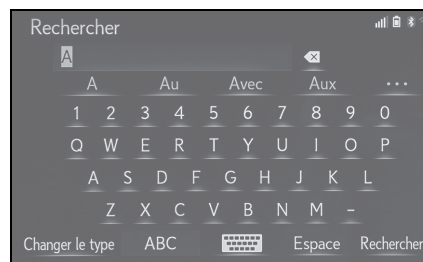 Rechercher
A
A Au Avec Aux ...
1 2 3 4 5 6 7 8 9 0
Q W E R T Y U I O P
A S D F G H J K L
Z X C V B N M -
Changer le type ABC Espace Rechercher